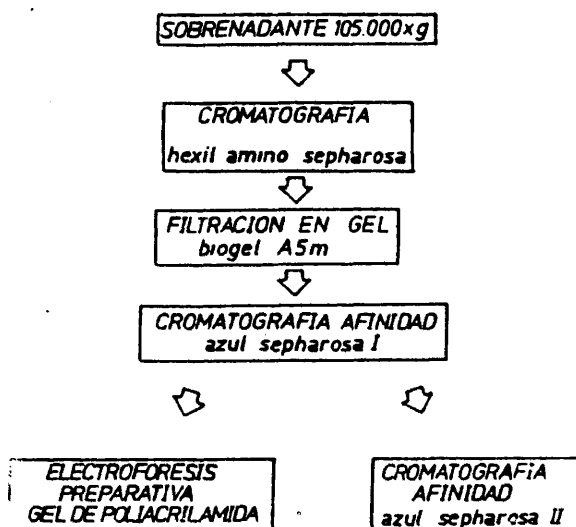 SOBRENADANTE 105.000xg
CROMATOGRAFIA
hexil amino sepharosa
FILTRACION EN GEL
biogel A5m
CROMATOGRAFIA AFINIDAD
azul sepharosa I
ELECTROFORESIS
PREPARATIVA
GEL DE POLIACRILAMIDA
CROMATOGRAFIA
AFINIDAD
azul sepharosa II